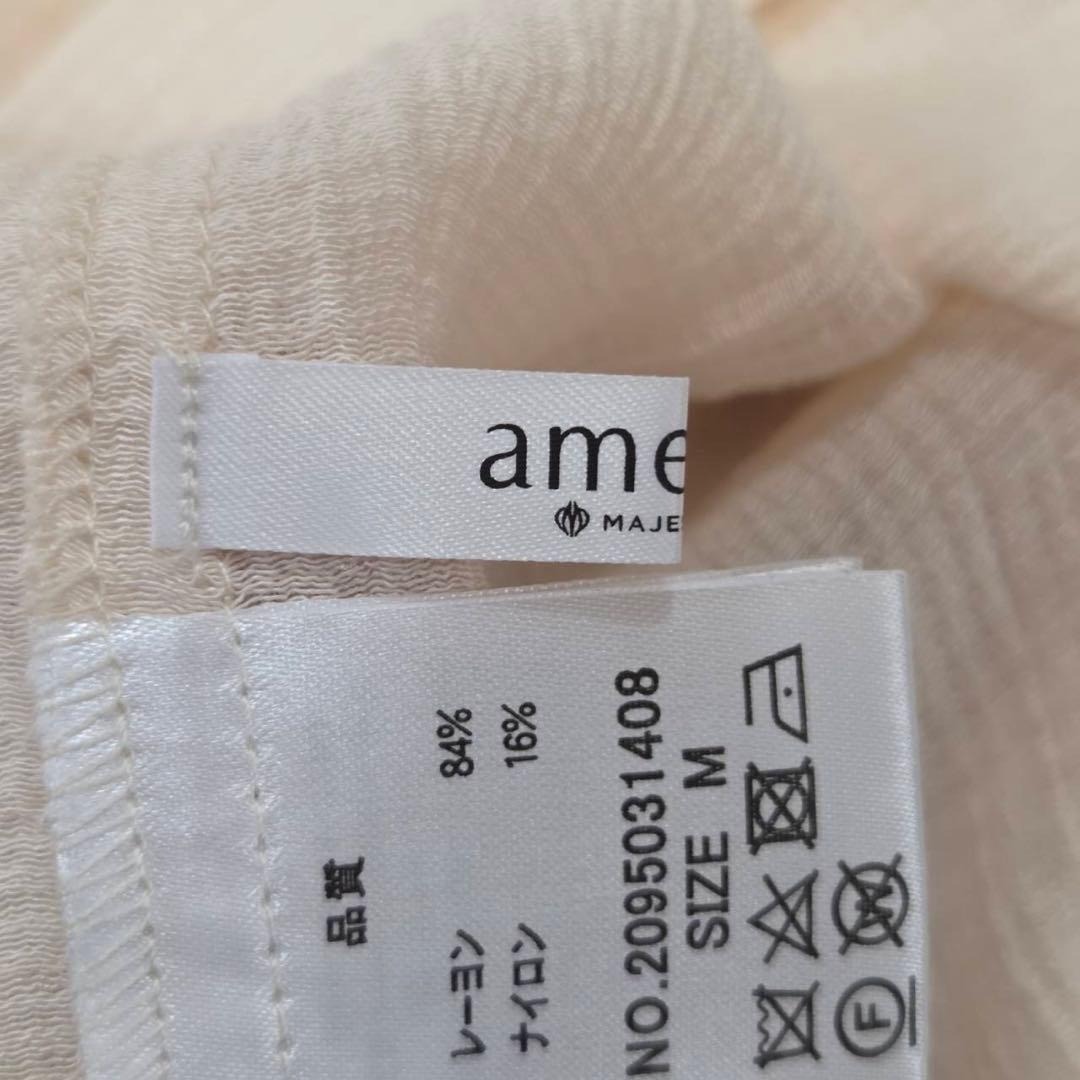 ame
MAJE
品質
レーヨン 84%
ナイロン 16%
NO.2095031408
SIZE M
W
F